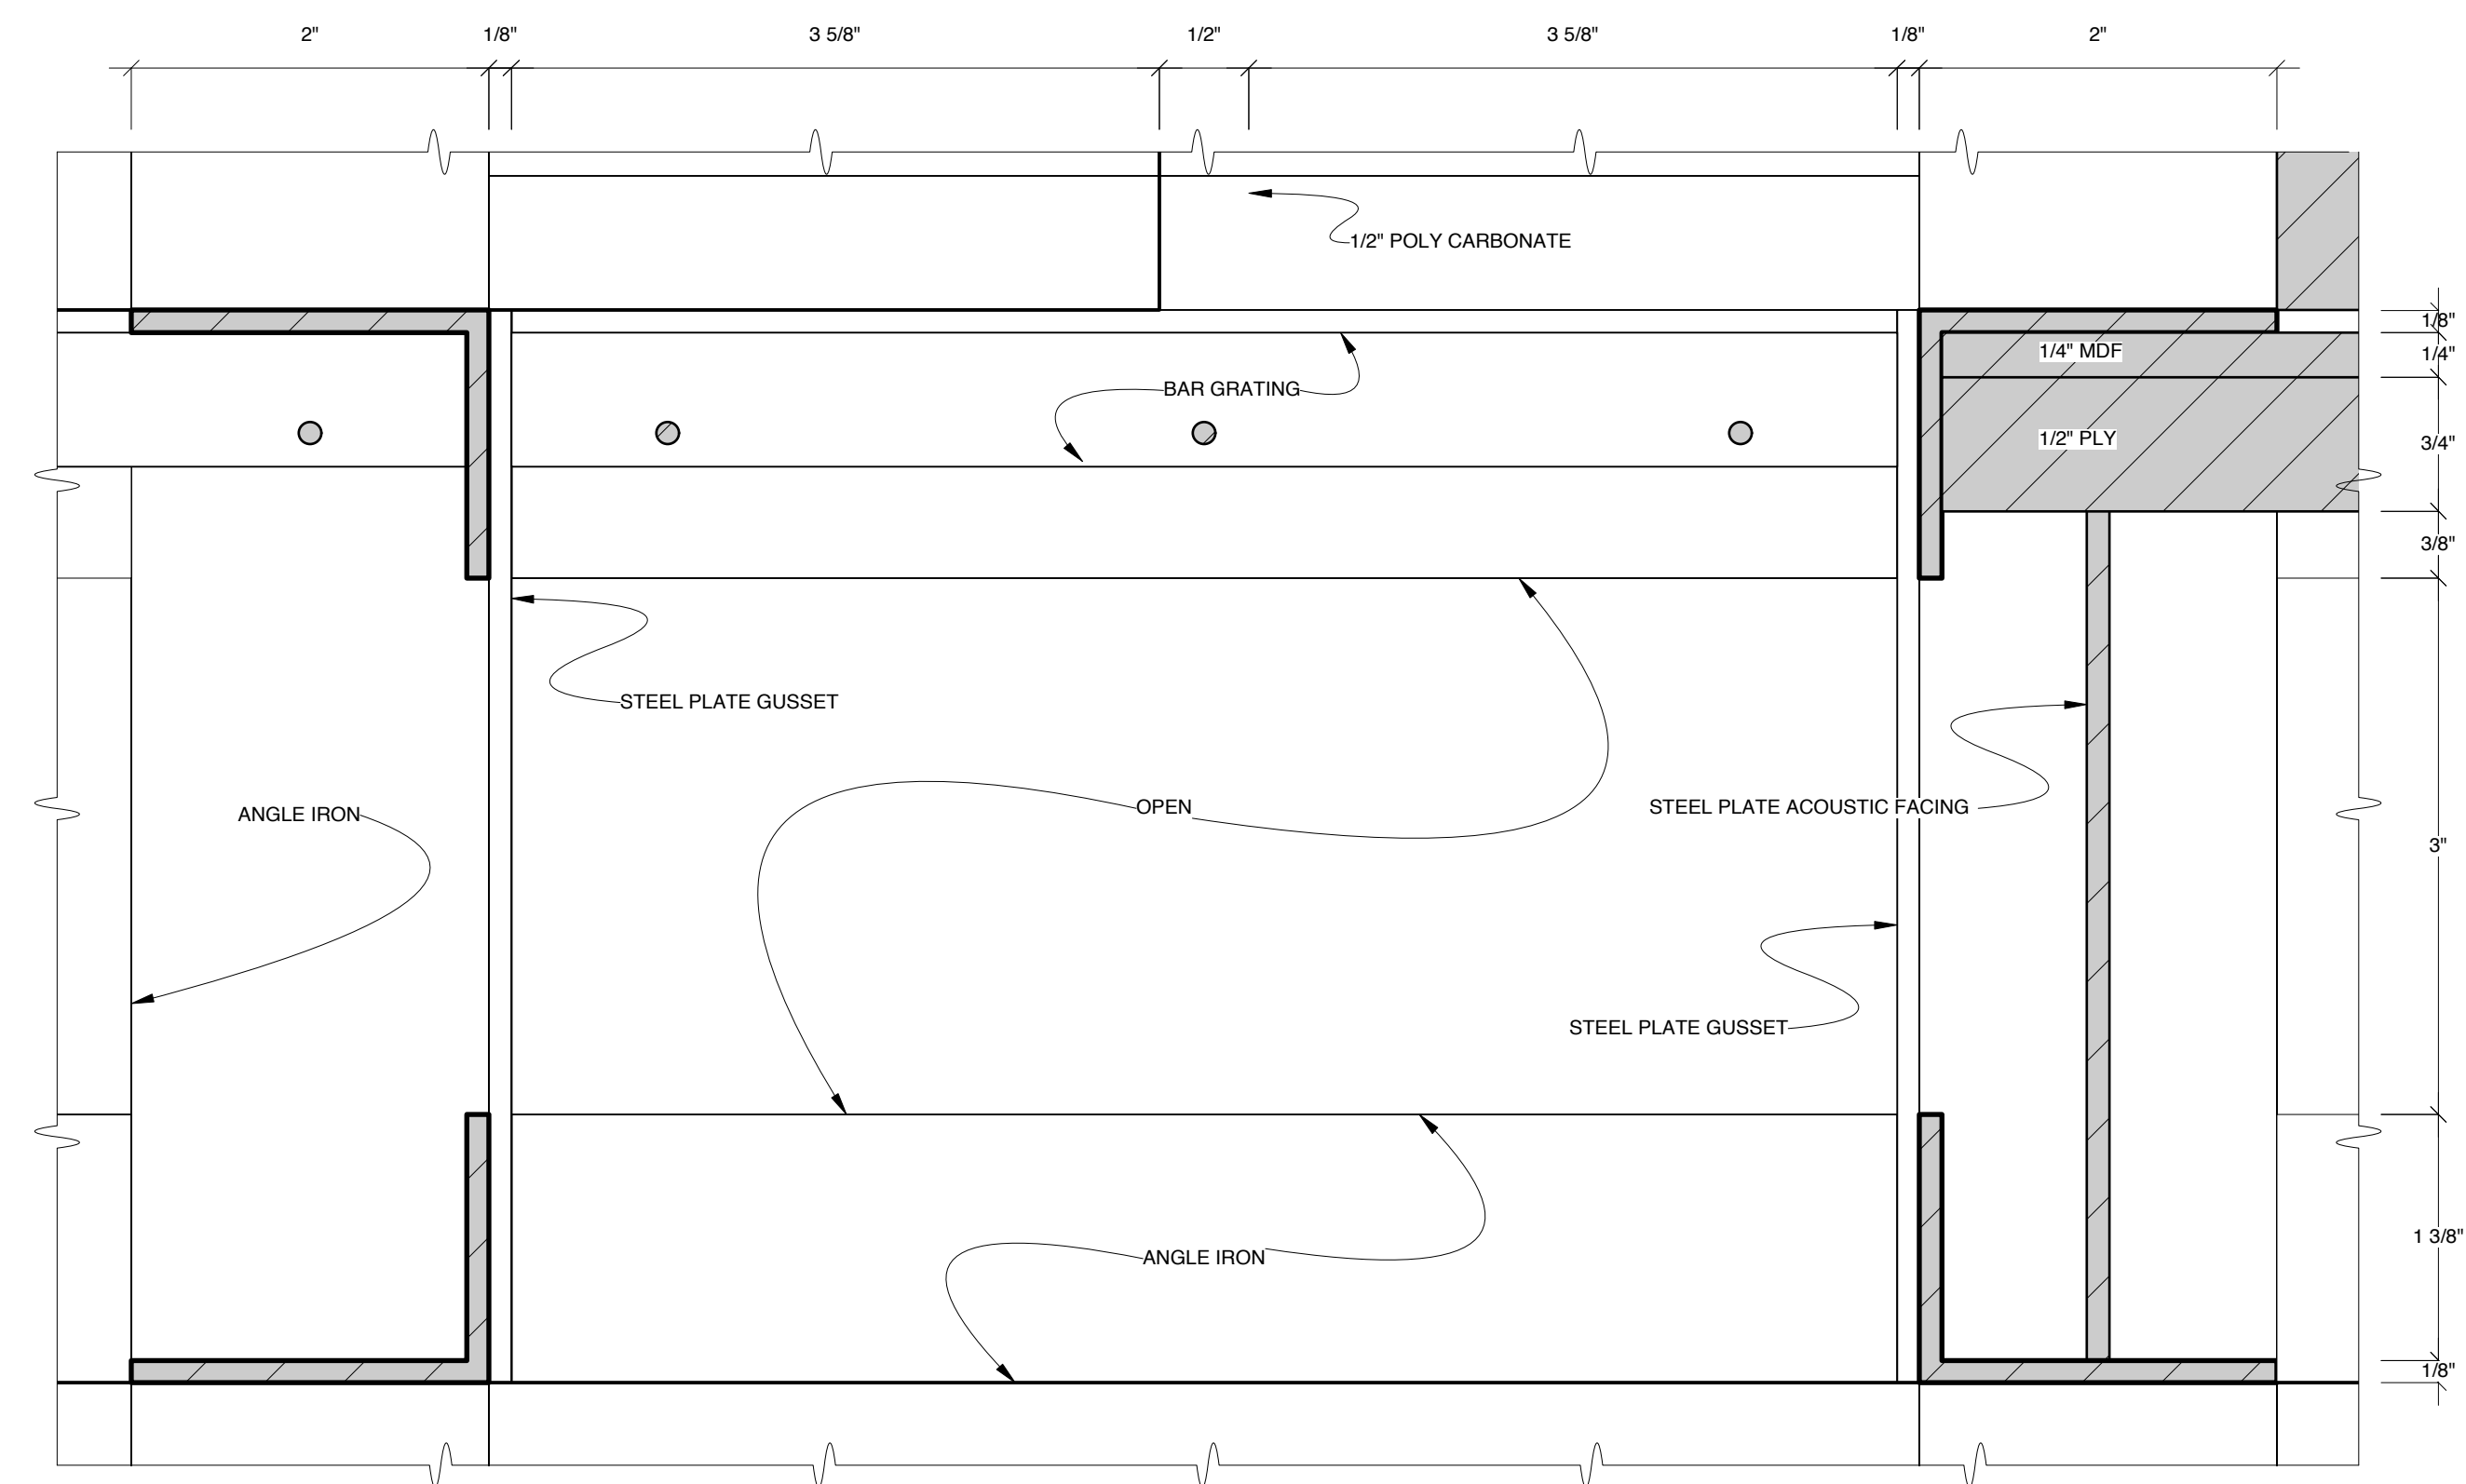 2" 1/8" 3 5/8" 1/2" 3 5/8" 1/8" 2"
1/2" POLY CARBONATE
1/8"
1/4" MDF
1/4"
BAR GRATING
1/2" PLY
3/4"
3/8"
STEEL PLATE GUSSET
ANGLE IRON
OPEN
STEEL PLATE ACOUSTIC FACING
3"
STEEL PLATE GUSSET
1 3/8"
ANGLE IRON
1/8"